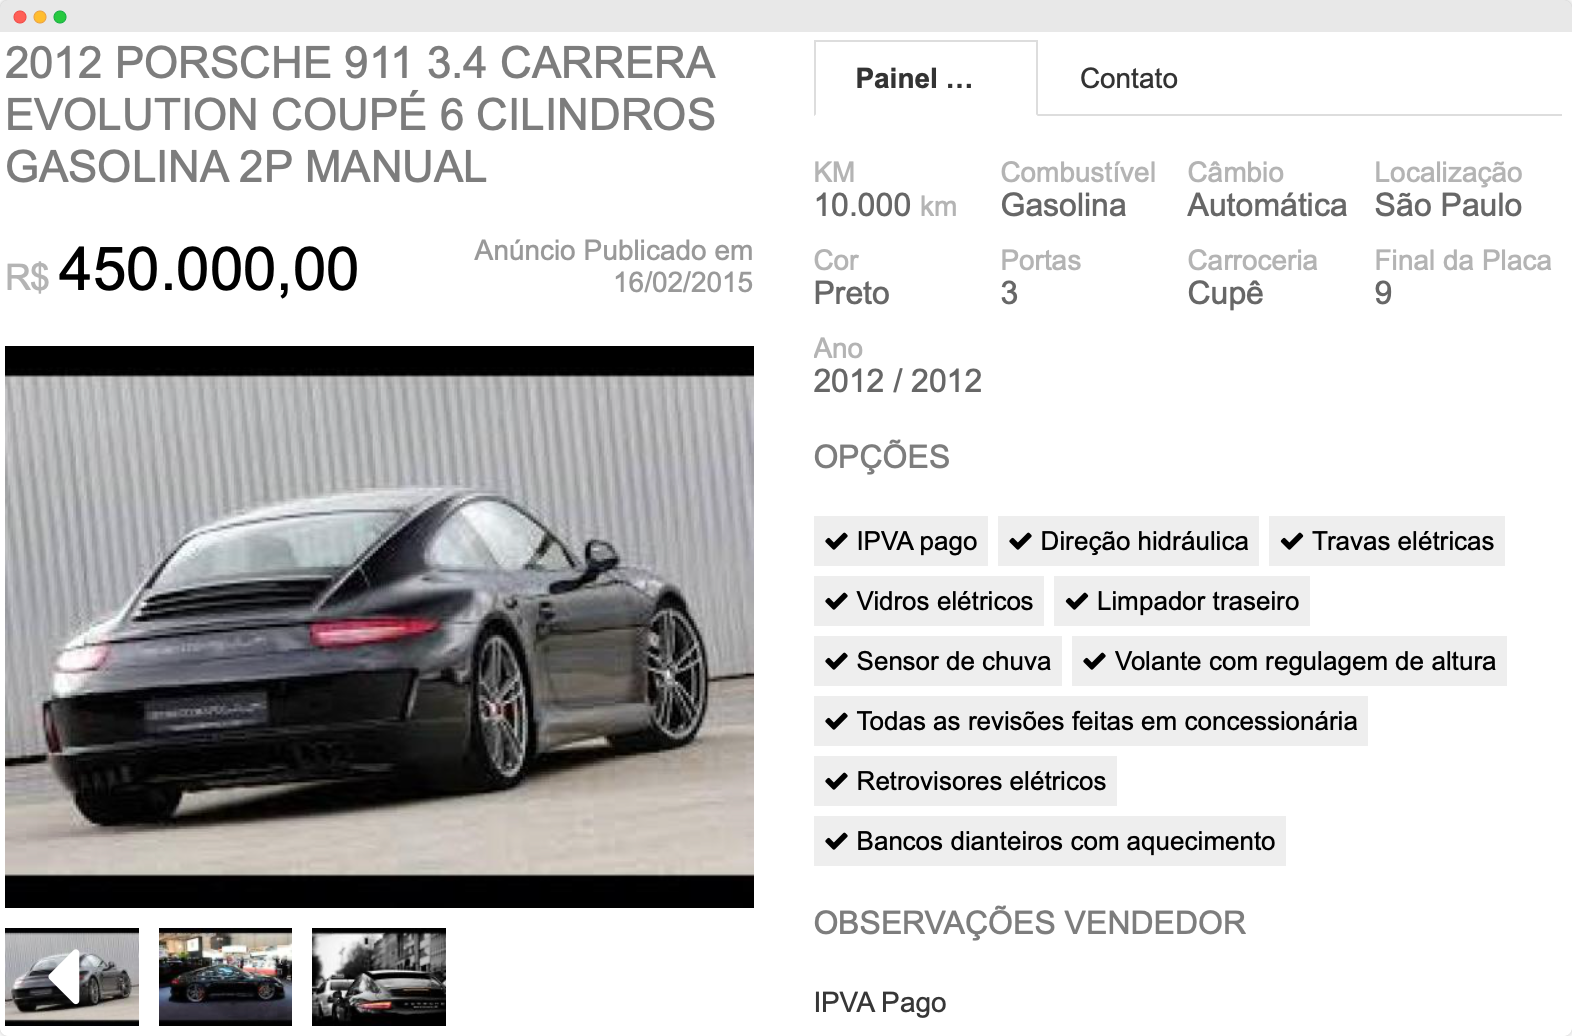 2012 PORSCHE 911 3.4 CARRERA
EVOLUTION COUPÉ 6 CILINDROS
GASOLINA 2P MANUAL
R$ 450.000,00
Anúncio Publicado em
16/02/2015
Painel ...
Contato
KM
10.000 km
Combustível
Gasolina
Câmbio
Automática
Localização
São Paulo
Cor
Preto
Portas
3
Carroceria
Cupê
Final da Placa
9
Ano
2012 / 2012
OPÇÕES
IPVA pago
Direção hidráulica
Travas elétricas
Vidros elétricos
Limpador traseiro
Sensor de chuva
Volante com regulagem de altura
Todas as revisões feitas em concessionária
Retrovisores elétricos
Bancos dianteiros com aquecimento
OBSERVAÇÕES VENDEDOR
IPVA Pago